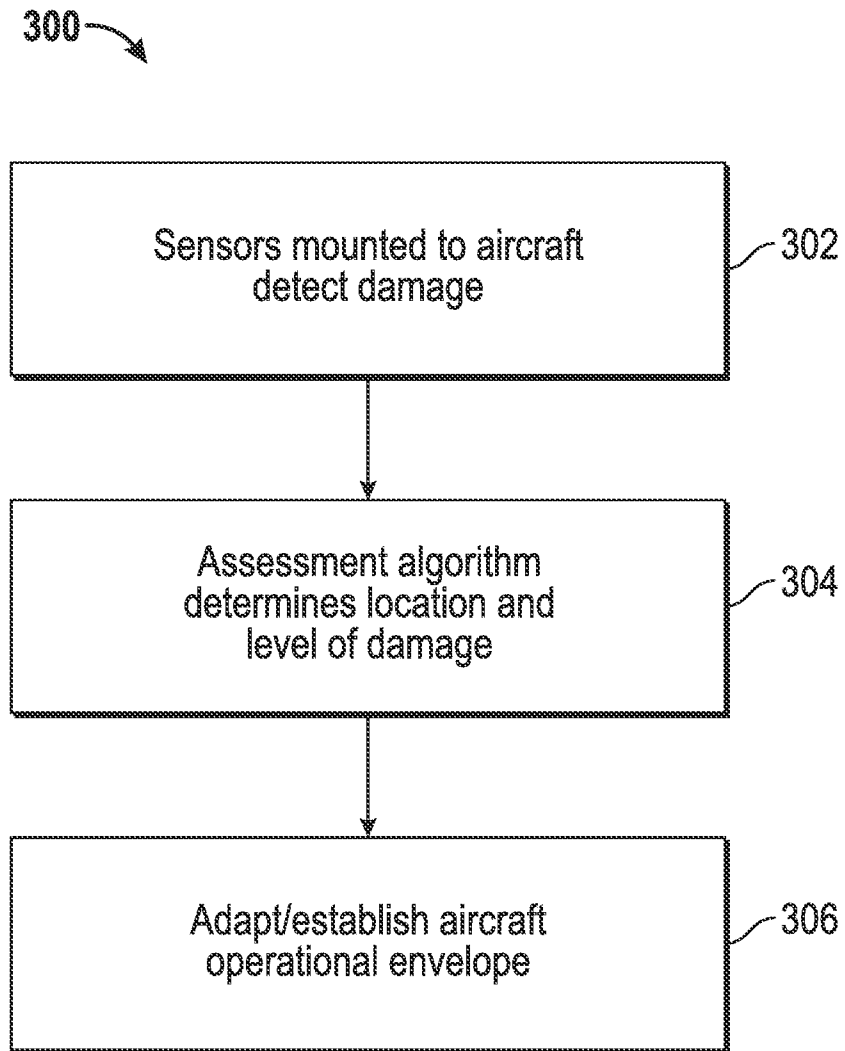 300
Sensors mounted to aircraft
detect damage
302
Assessment algorithm
determines location and
level of damage
304
Adapt/establish aircraft
operational envelope
306